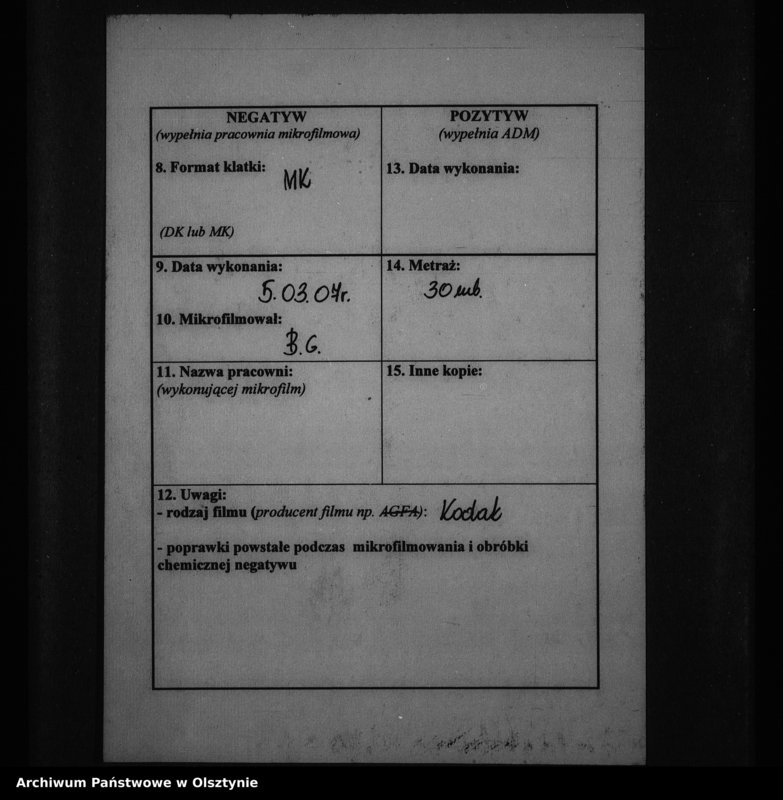 NEGATYW
(wypełnia pracownia mikrofilmowa)
8. Format klatki:
MK
(DK lub MK)
POZYTYW
(wypełnia ADM)
13. Data wykonania:
9. Data wykonania:
5.03.04r.
10. Mikrofilmował:
B.G.
14. Metraż:
30 mb.
11. Nazwa pracowni:
(wykonującej mikrofilm)
15. Inne kopie:
12. Uwagi:
- rodzaj filmu (producent filmu np. AGFA): Kodak
- poprawki powstałe podczas mikrofilmowania i obróbki
chemicznej negatywu
Archiwum Państwowe w Olsztynie